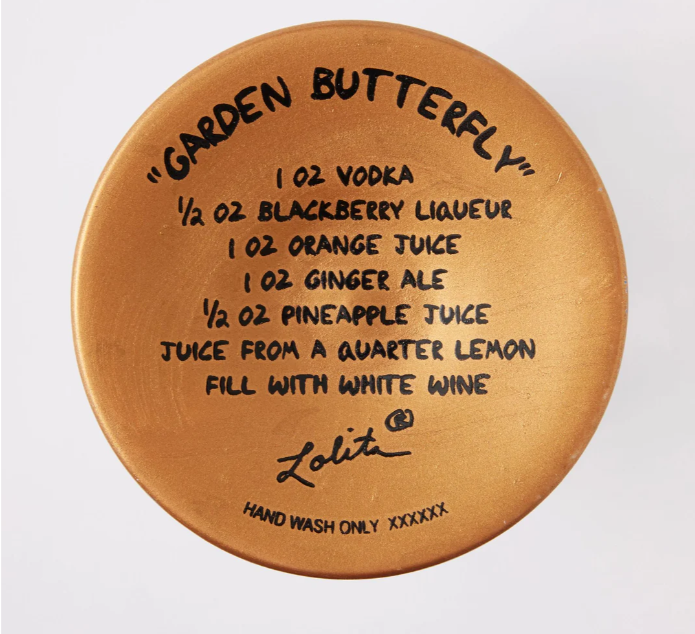 "GARDEN BUTTERFLY"
1 OZ VODKA
1/2 OZ BLACKBERRY LIQUEUR
1 OZ ORANGE JUICE
1 OZ GINGER ALE
1/2 OZ PINEAPPLE JUICE
JUICE FROM A QUARTER LEMON
FILL WITH WHITE WINE
Lolita®
HAND WASH ONLY XXXXXX